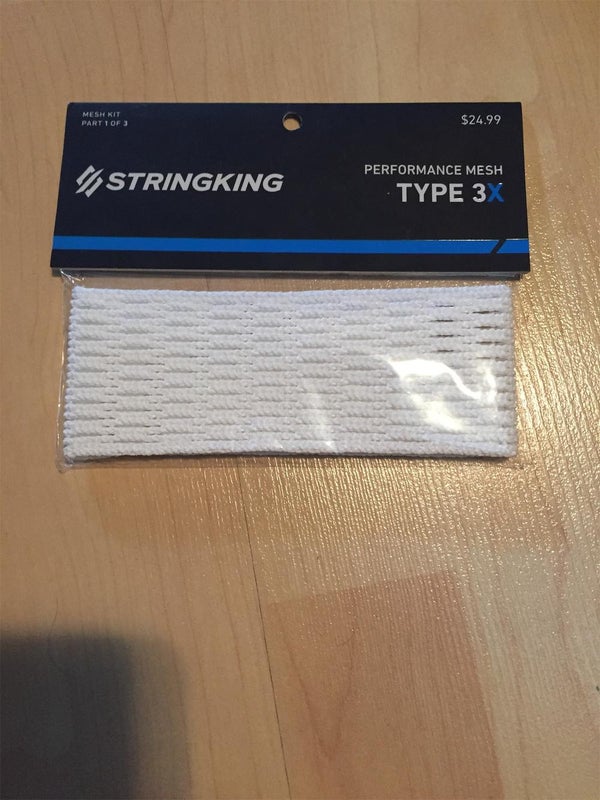 MESH KIT
PART 1 OF 3
$24.99
STRINGKING
PERFORMANCE MESH
TYPE 3X